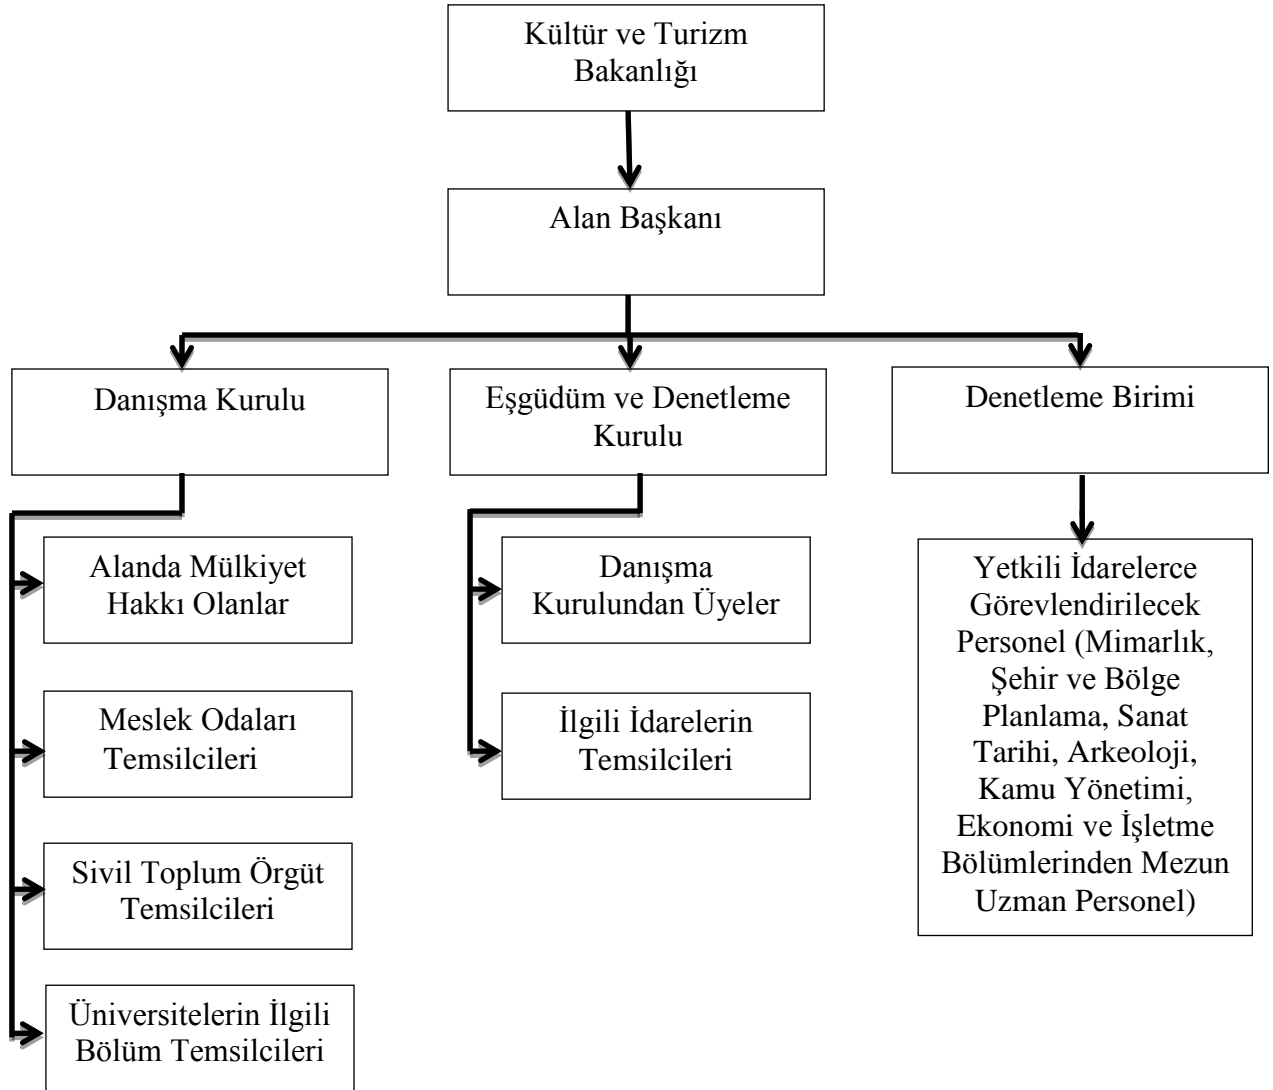 Kültür ve Turizm
Bakanlığı
Alan Başkanı
Danışma Kurulu
Eşgüdüm ve Denetleme
Kurulu
Denetleme Birimi
Alanda Mülkiyet
Hakkı Olanlar
Meslek Odaları
Temsilcileri
Sivil Toplum Örgüt
Temsilcileri
Üniversitelerin İlgili
Bölüm Temsilcileri
Danışma
Kurulundan Üyeler
İlgili İdarelerin
Temsilcileri
Yetkili İdarelerce
Görevlendirilecek
Personel (Mimarlık,
Şehir ve Bölge
Planlama, Sanat
Tarihi, Arkeoloji,
Kamu Yönetimi,
Ekonomi ve İşletme
Bölümlerinden Mezun
Uzman Personel)